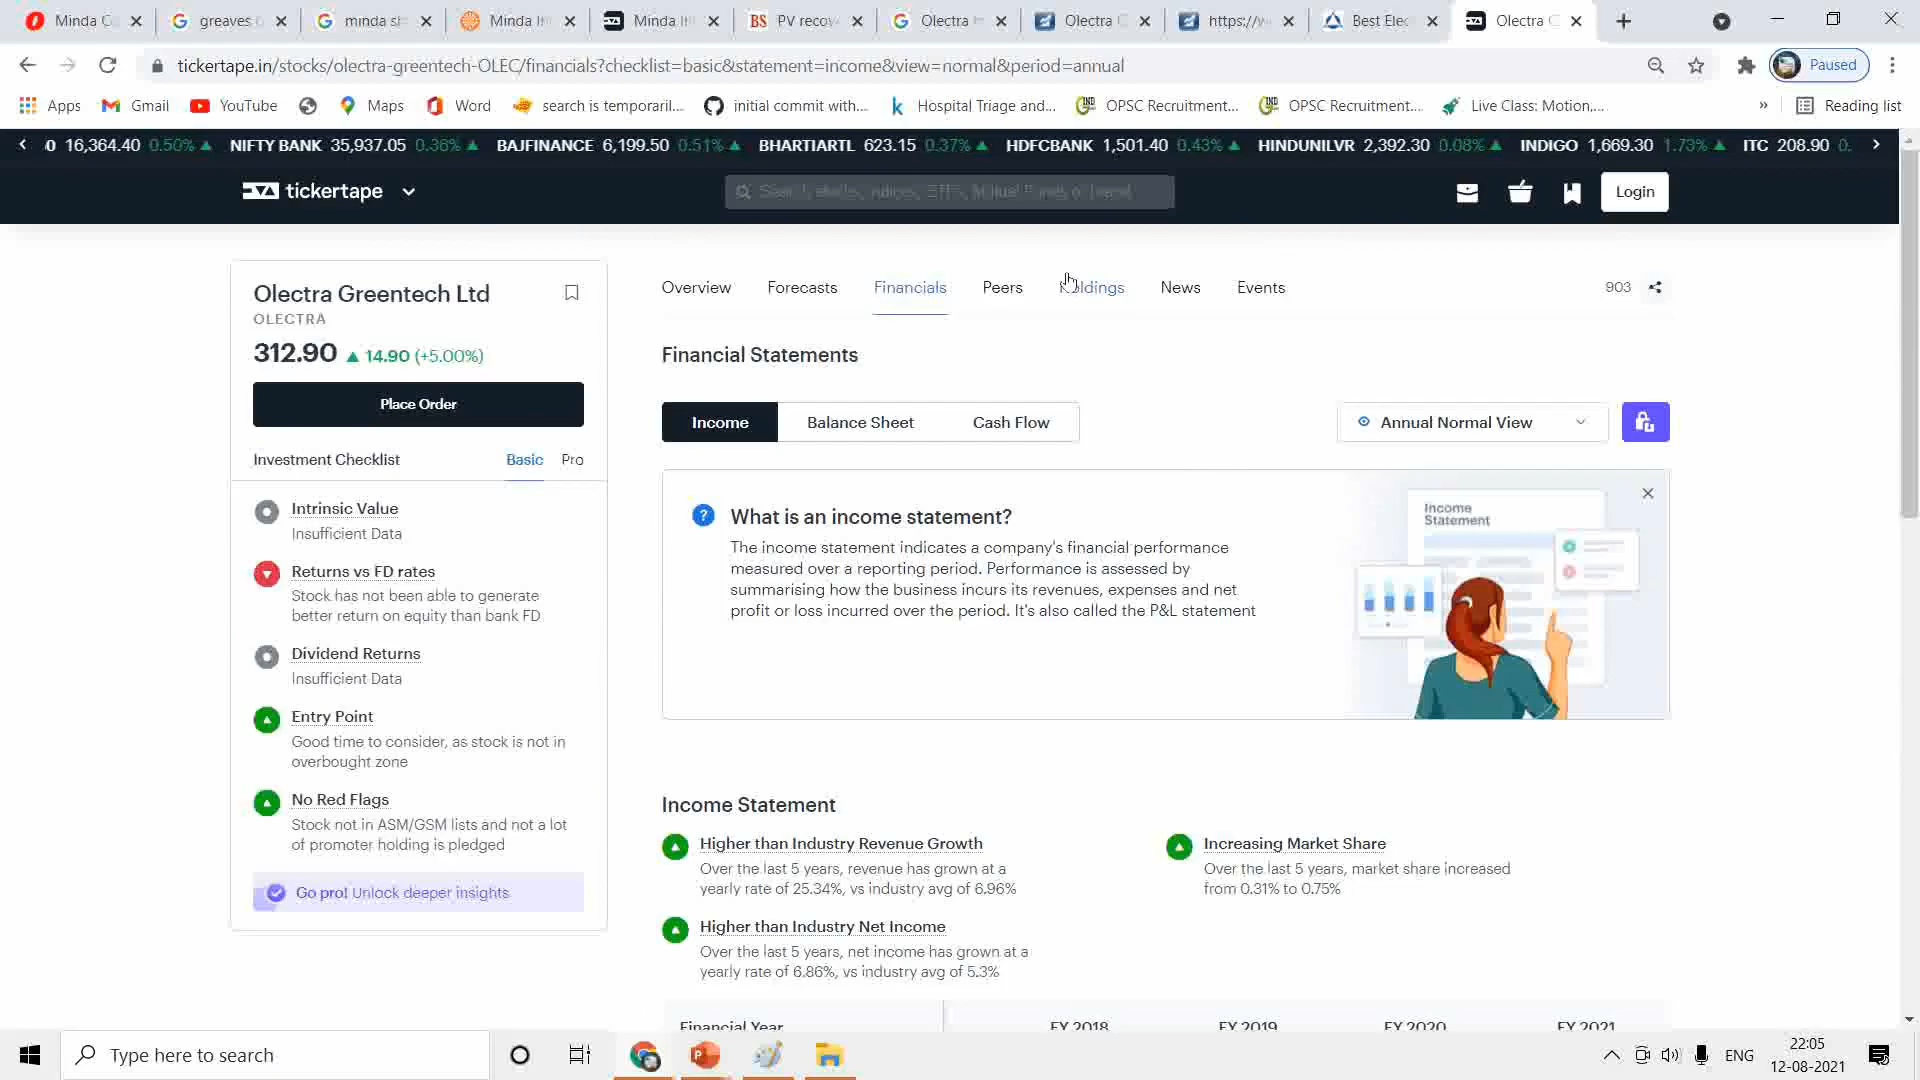 Minda C
greaves
minda s
Minda I
Minda I
BS PV recov
Olectra
Olectra
https://
Best Elec
Olectra
tickertape.in/stocks/olectra-greentech-OLEC/financials?checklist=basic&statement=income&view=normal&period=annual
Paused
Apps
Gmail
YouTube
Maps
Word
search is temporaril...
initial commit with...
Hospital Triage and...
OPSC Recruitment...
OPSC Recruitment...
Live Class: Motion,...
»
Reading list
0 16,364.40 0.50%
NIFTY BANK 35,937.05 0.36%
BAJFINANCE 6,199.50 0.51%
BHARTIARTL 623.15 0.37%
HDFCBANK 1,501.40 0.43%
HINDUNILVR 2,392.30 0.08%
INDIGO 1,669.30 1.73%
ITC 208.90 0.
tickertape
Search stocks, indices, ETFs, Mutual Funds or brand
Login
Olectra Greentech Ltd
OLECTRA
312.90 14.90 (+5.00%)
Place Order
Investment Checklist
Basic
Pro
Intrinsic Value
Insufficient Data
Returns vs FD rates
Stock has not been able to generate
better return on equity than bank FD
Dividend Returns
Insufficient Data
Entry Point
Good time to consider, as stock is not in
overbought zone
No Red Flags
Stock not in ASM/GSM lists and not a lot
of promoter holding is pledged
Go pro! Unlock deeper insights
Overview
Forecasts
Financials
Peers
Holdings
News
Events
903
Financial Statements
Income
Balance Sheet
Cash Flow
Annual Normal View
What is an income statement?
The income statement indicates a company's financial performance
measured over a reporting period. Performance is assessed by
summarising how the business incurs its revenues, expenses and net
profit or loss incurred over the period. It's also called the P&L statement
Income
Statement
Income Statement
Higher than Industry Revenue Growth
Over the last 5 years, revenue has grown at a
yearly rate of 25.34%, vs industry avg of 6.96%
Increasing Market Share
Over the last 5 years, market share increased
from 0.31% to 0.75%
Higher than Industry Net Income
Over the last 5 years, net income has grown at a
yearly rate of 6.86%, vs industry avg of 5.3%
Financial Year
FY 2018
FY 2019
FY 2020
FY 2021
Type here to search
ENG
22:05
12-08-2021